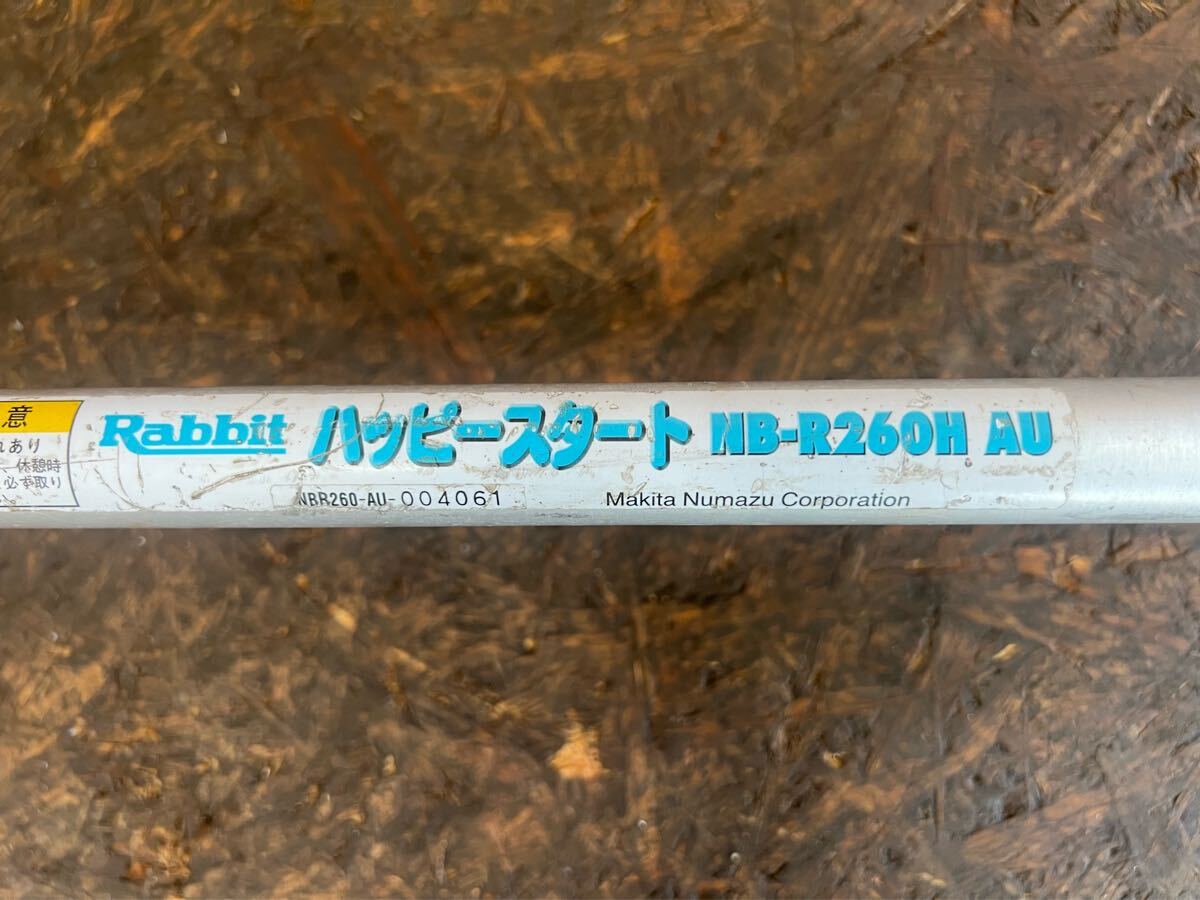 意
れあり
、休憩時
必ず取り
Rabbit ハッピースタート NB-R260H AU
NBR260-AU-004061 Makita Numazu Corporation